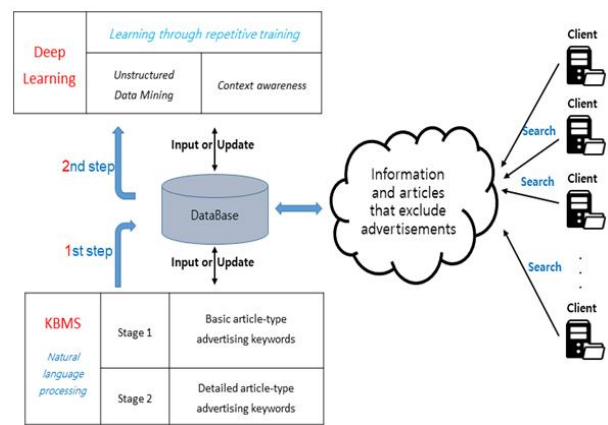 Deep
Learning
Learning through repetitive training
Unstructured
Data Mining
Context awareness
2nd step
Input or Update
DataBase
1st step
Input or Update
KBMS
Natural
language
processing
Stage 1
Basic article-type
advertising keywords
Stage 2
Detailed article-type
advertising keywords
Information
and articles
that exclude
advertisements
Client
Client
Search
Client
Search
Search
Client